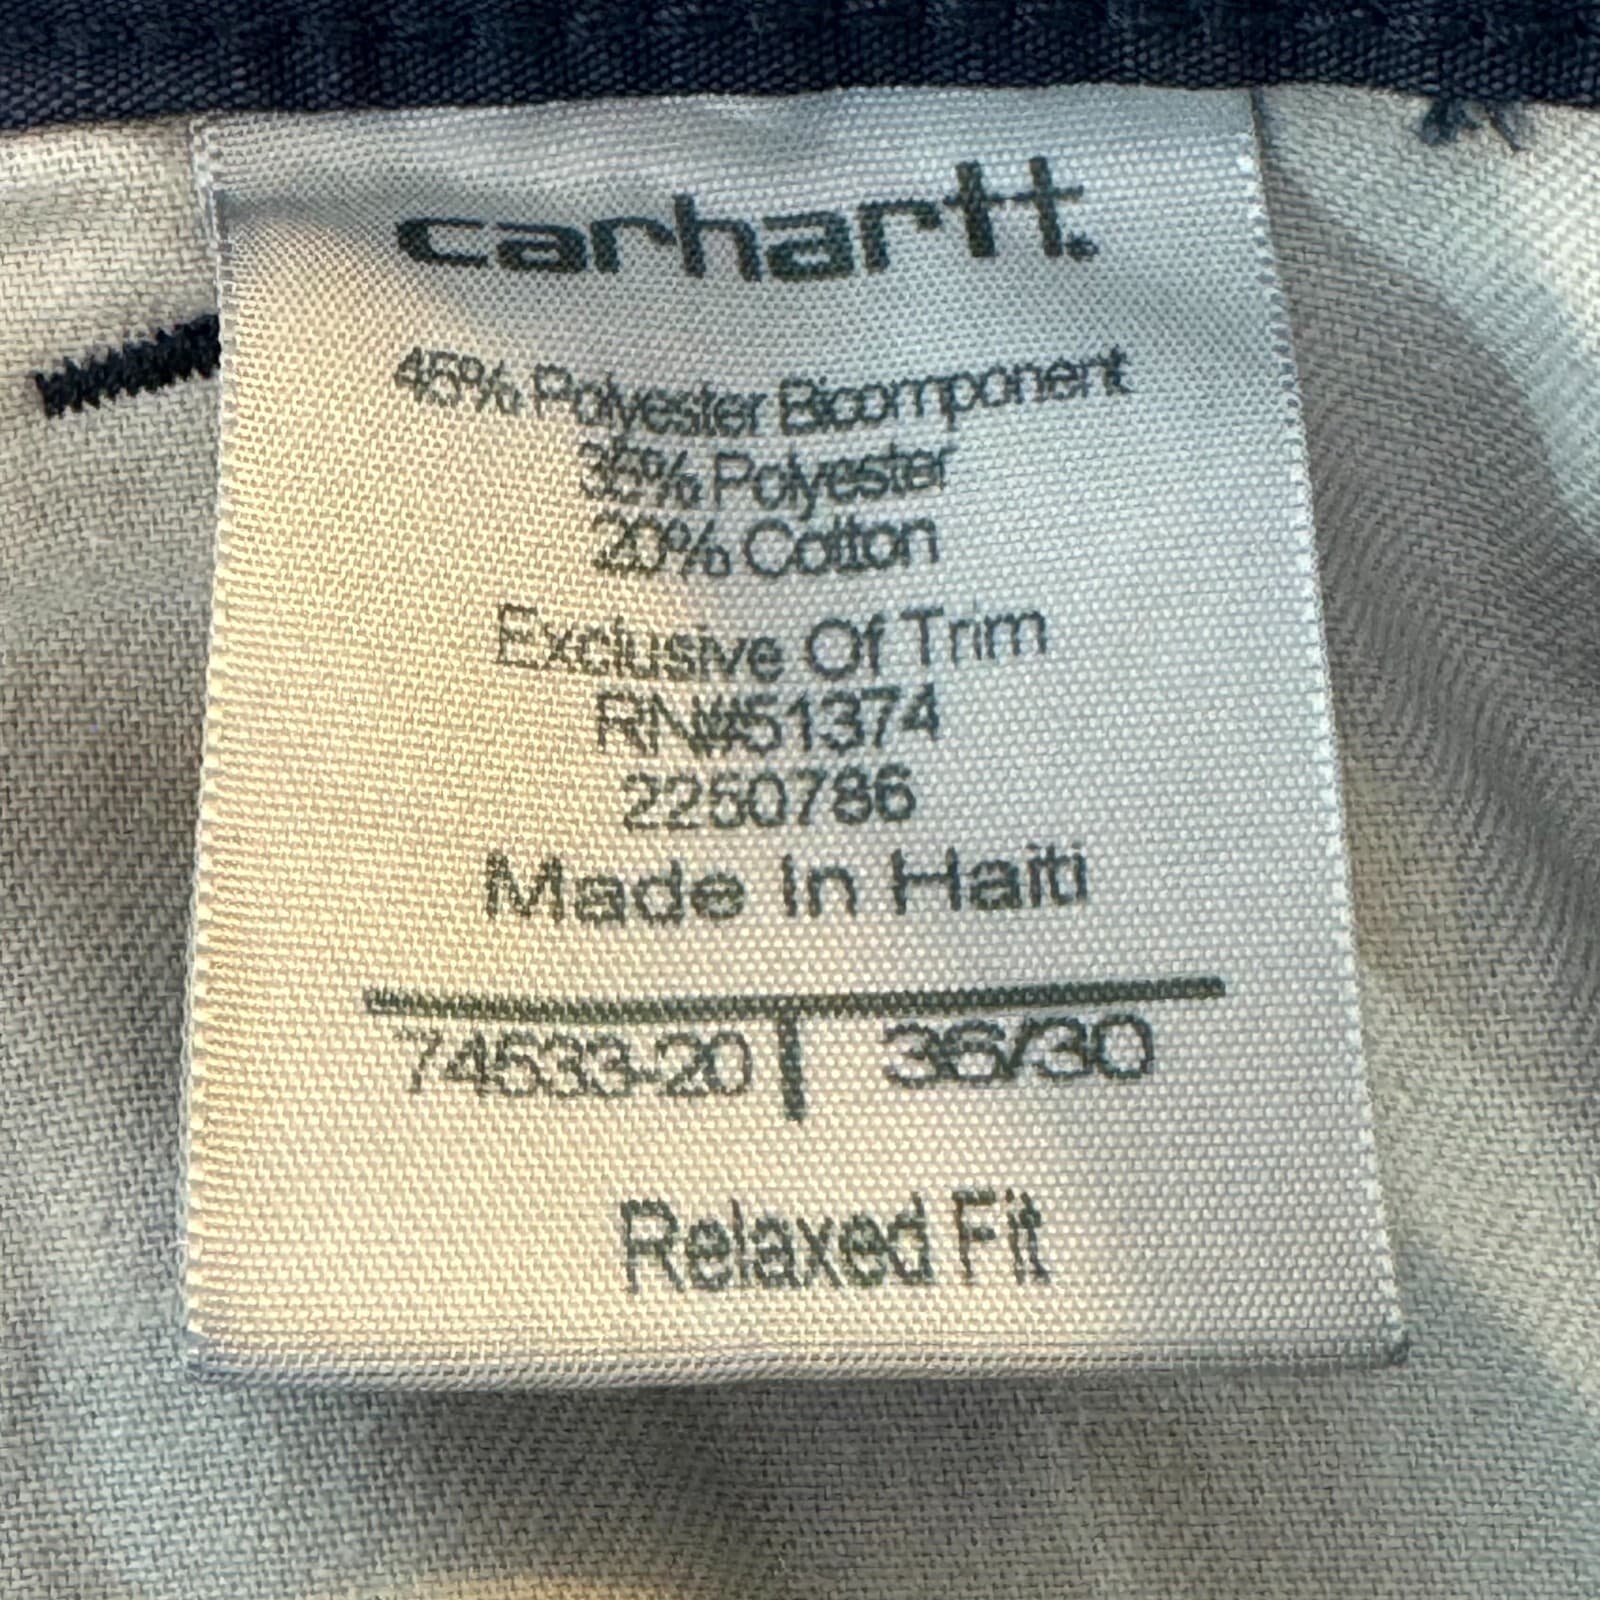 carhartt.
45% Polyester Bicomponent
35% Polyester
20% Cotton
Exclusive Of Trim
RN#51374
2250786
Made In Haiti
74533-20 36/30
Relaxed Fit